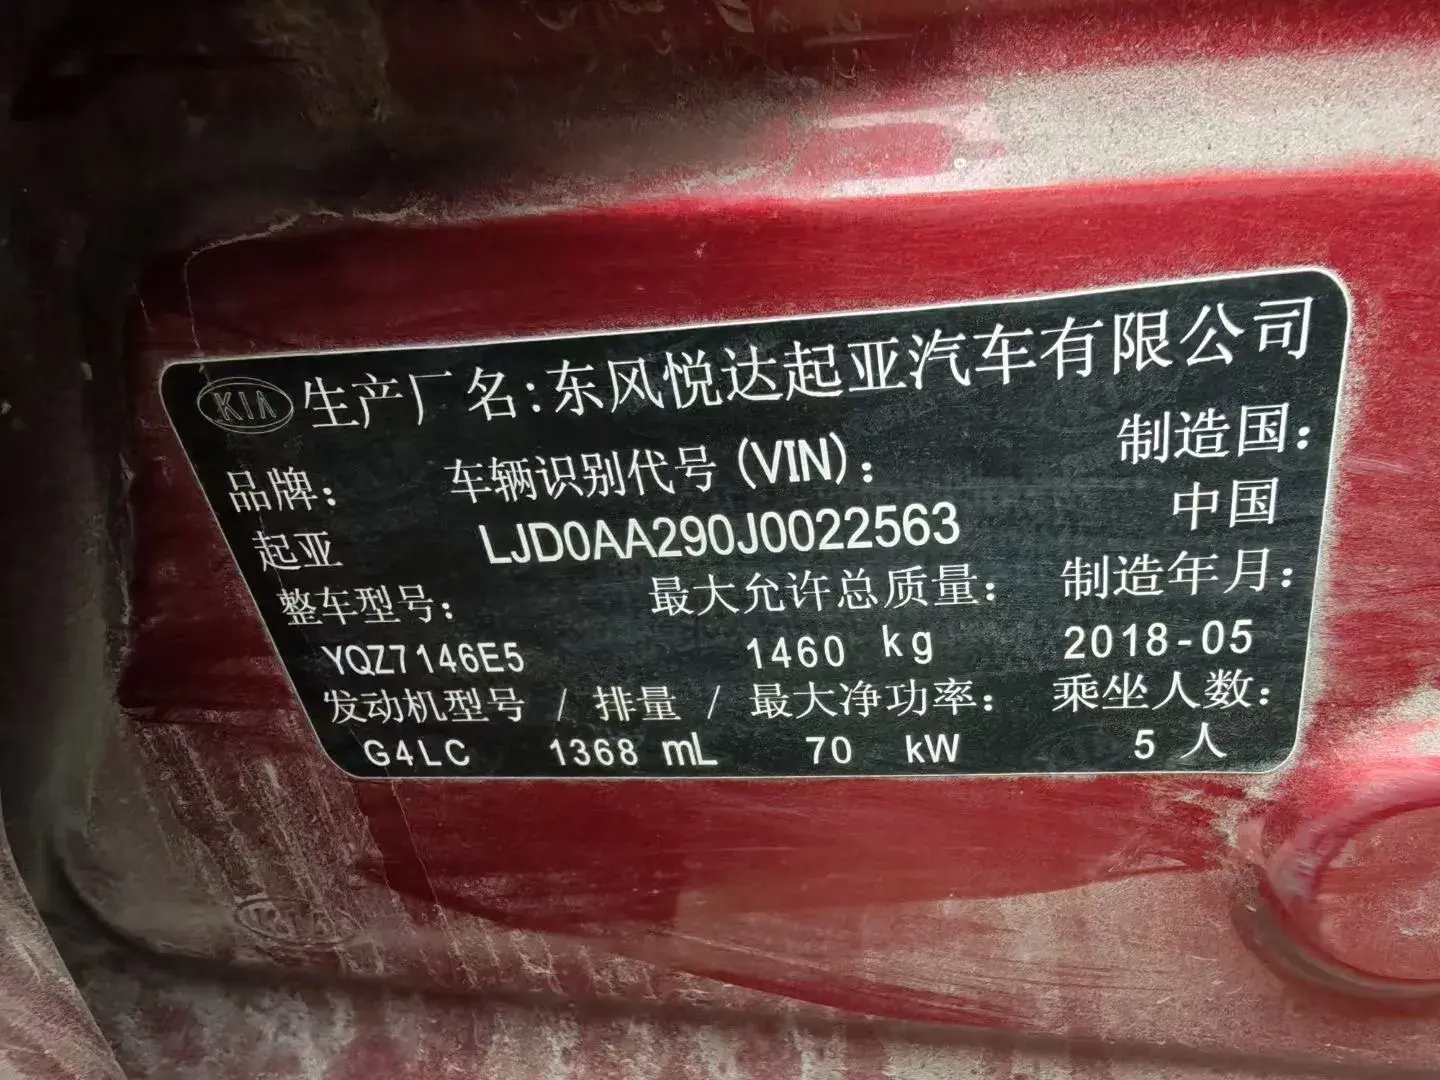 KIA 生产厂名:东风悦达起亚汽车有限公司
品牌: 车辆识别代号(VIN): 制造国:
起亚 LJD0AA290J0022563 中国
整车型号: 最大允许总质量: 制造年月:
YQZ7146E5 1460 kg 2018-05
发动机型号 / 排量 / 最大净功率: 乘坐人数:
G4LC 1368 mL 70 kW 5 人